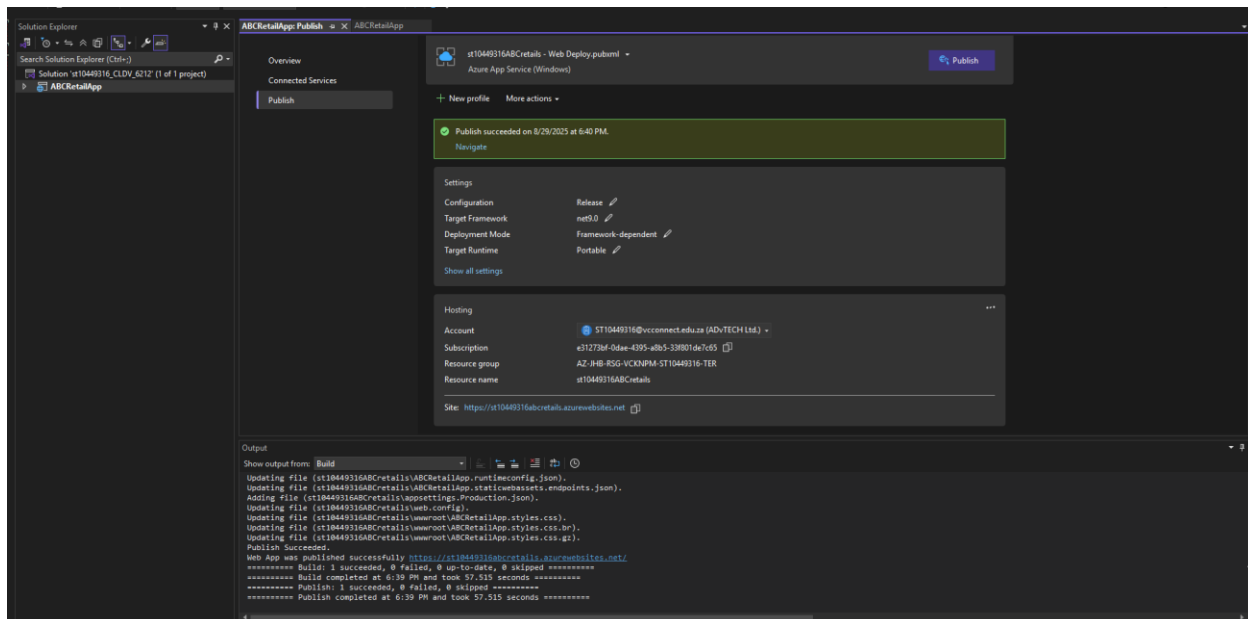 Solution Explorer
Search Solution Explorer (Ctrl+;)
Solution 'st10449316_CLDV_6212' (1 of 1 project)
ABCRetailApp
ABCRetailApp: Publish
ABCRetailApp
Overview
Connected Services
Publish
st10449316ABCretails - Web Deploy.pubxml
Azure App Service (Windows)
Publish
New profile More actions
Publish succeeded on 8/29/2025 at 6:40 PM.
Navigate
Settings
Configuration Release
Target Framework net9.0
Deployment Mode Framework-dependent
Target Runtime Portable
Show all settings
Hosting
Account ST10449316@vcconnect.edu.za (ADvTECH Ltd.)
Subscription e31273bf-0dae-4395-a8b5-33f801de7c65
Resource group AZ-JHB-RSG-VCKNPM-ST10449316-TER
Resource name st10449316ABCretails
Site: https://st10449316abcretails.azurewebsites.net
Output
Show output from: Build
Updating file (st10449316ABCretails\ABCRetailApp.runtimeconfig.json).
Updating file (st10449316ABCretails\ABCRetailApp.staticwebassets.endpoints.json).
Adding file (st10449316ABCretails\appsettings.Production.json).
Updating file (st10449316ABCretails\web.config).
Updating file (st10449316ABCretails\wwwroot\ABCRetailApp.styles.css).
Updating file (st10449316ABCretails\wwwroot\ABCRetailApp.styles.css.br).
Updating file (st10449316ABCretails\wwwroot\ABCRetailApp.styles.css.gz).
Publish Succeeded.
Web App was published successfully https://st10449316abcretails.azurewebsites.net/
========== Build: 1 succeeded, 0 failed, 0 up-to-date, 0 skipped ==========
========== Build completed at 6:39 PM and took 57.515 seconds ==========
========== Publish: 1 succeeded, 0 failed, 0 skipped ==========
========== Publish completed at 6:39 PM and took 57.515 seconds ==========